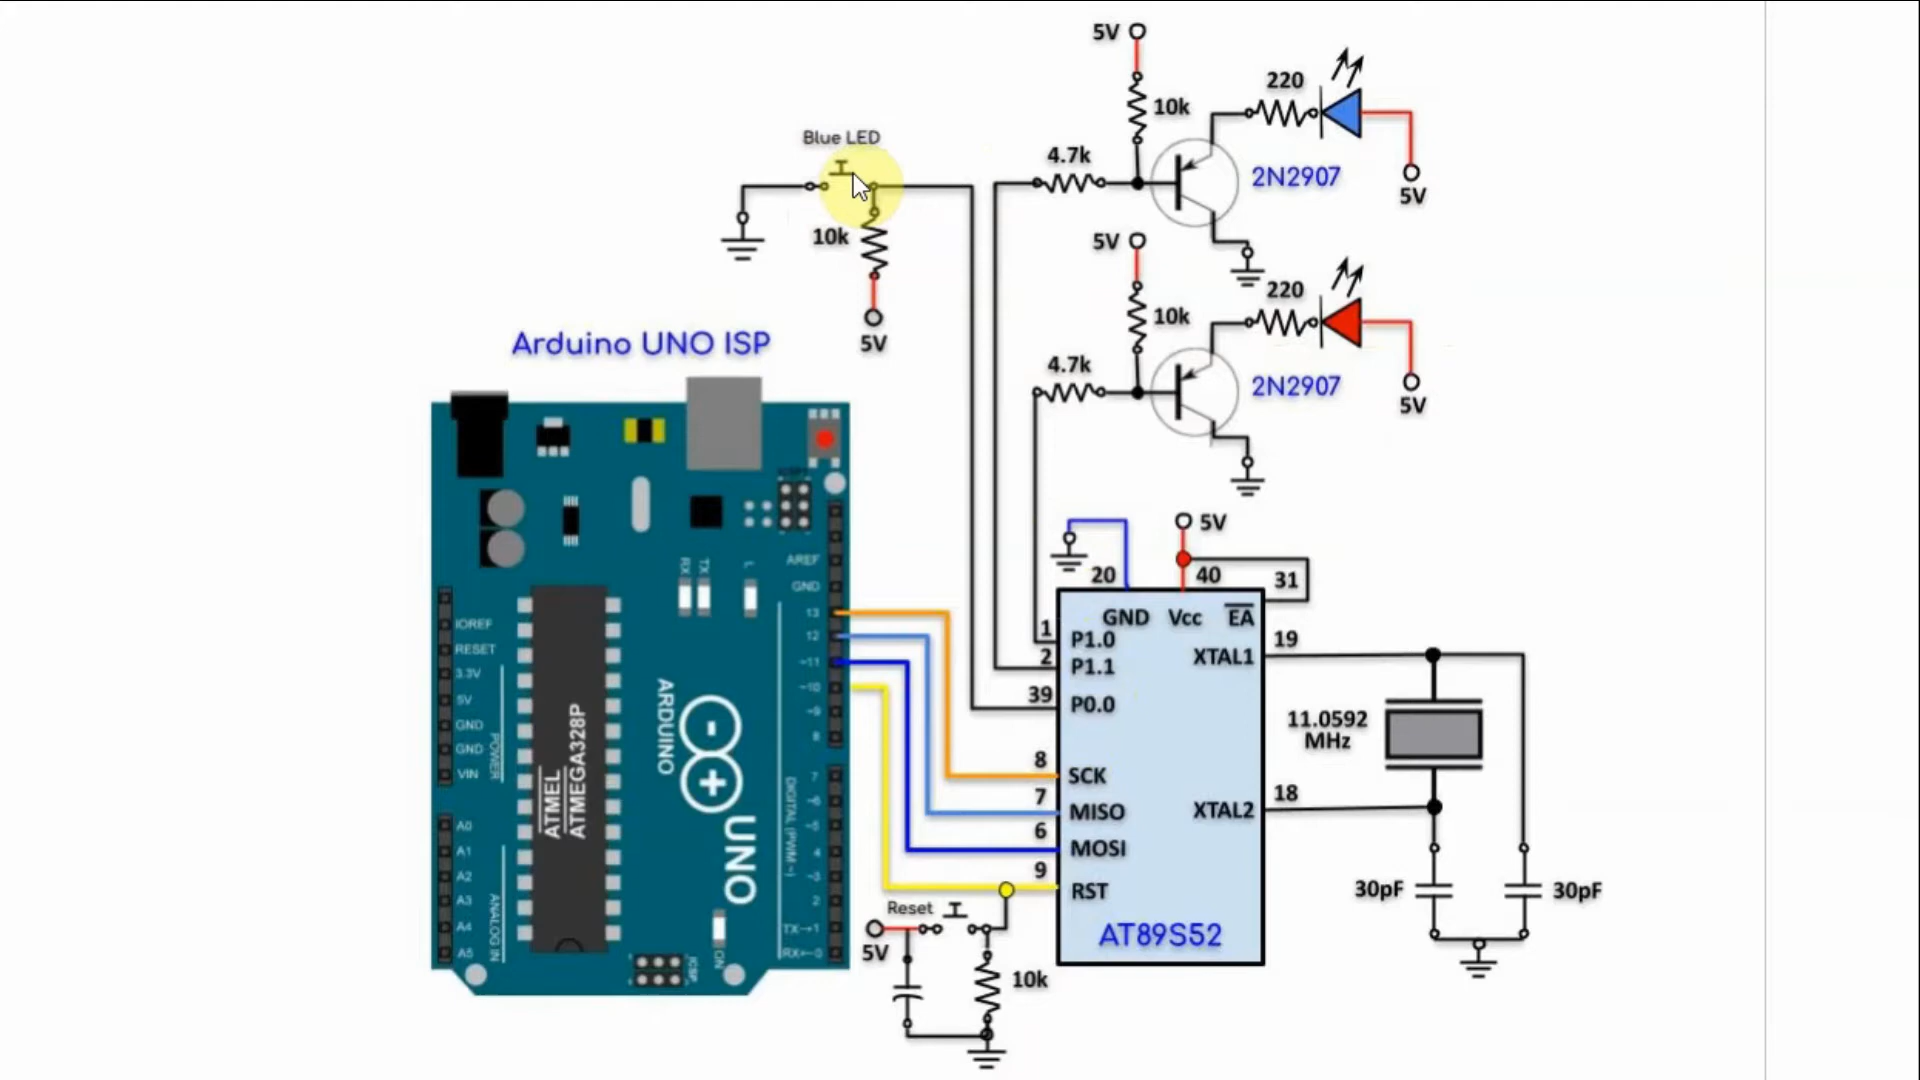 5V
220
10k
Blue LED
4.7k
2N2907
5V
10k
5V
220
10k
5V
Arduino UNO ISP
4.7k
2N2907
5V
5V
20
40
31
GND
Vcc
EA
1
P1.0
19
2
P1.1
XTAL1
39
P0.0
11.0592
MHz
8
SCK
18
7
MISO
XTAL2
6
MOSI
9
RST
30pF
30pF
AT89S52
Reset
5V
10k
RX
TX
L
AREF
GND
13
12
~11
~10
~9
8
7
~6
~5
4
~3
2
TX→1
RX←0
DIGITAL (PWM ~)
IOREF
RESET
3.3V
5V
GND
GND
VIN
POWER
A0
A1
A2
A3
A4
A5
ANALOG IN
ATMEL
ATMEGA328P
ARDUINO
UNO
ON
ICSP